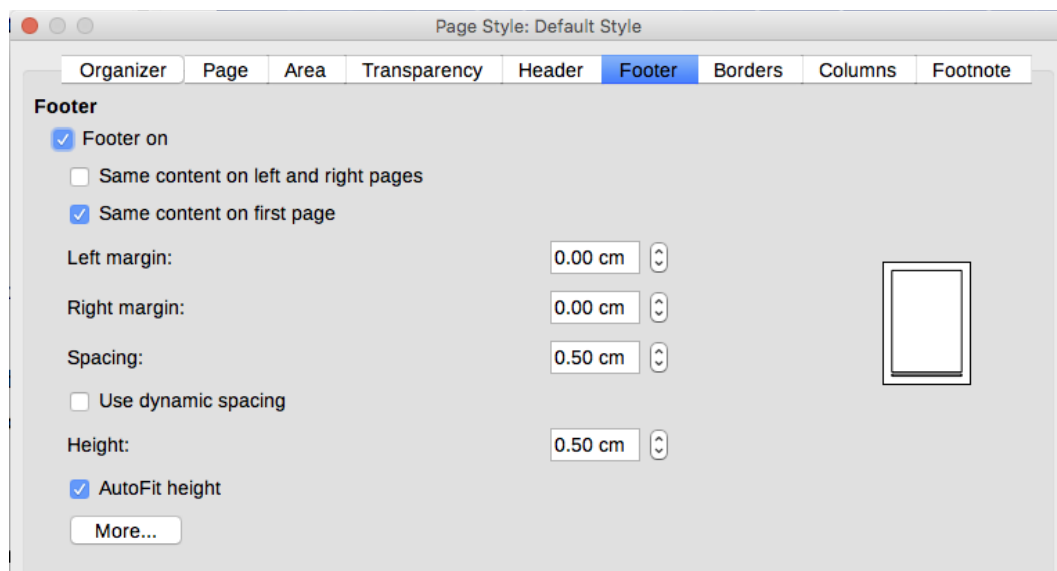 Page Style: Default Style
Organizer Page Area Transparency Header Footer Borders Columns Footnote
Footer
Footer on
Same content on left and right pages
Same content on first page
Left margin: 0.00 cm
Right margin: 0.00 cm
Spacing: 0.50 cm
Use dynamic spacing
Height: 0.50 cm
AutoFit height
More...